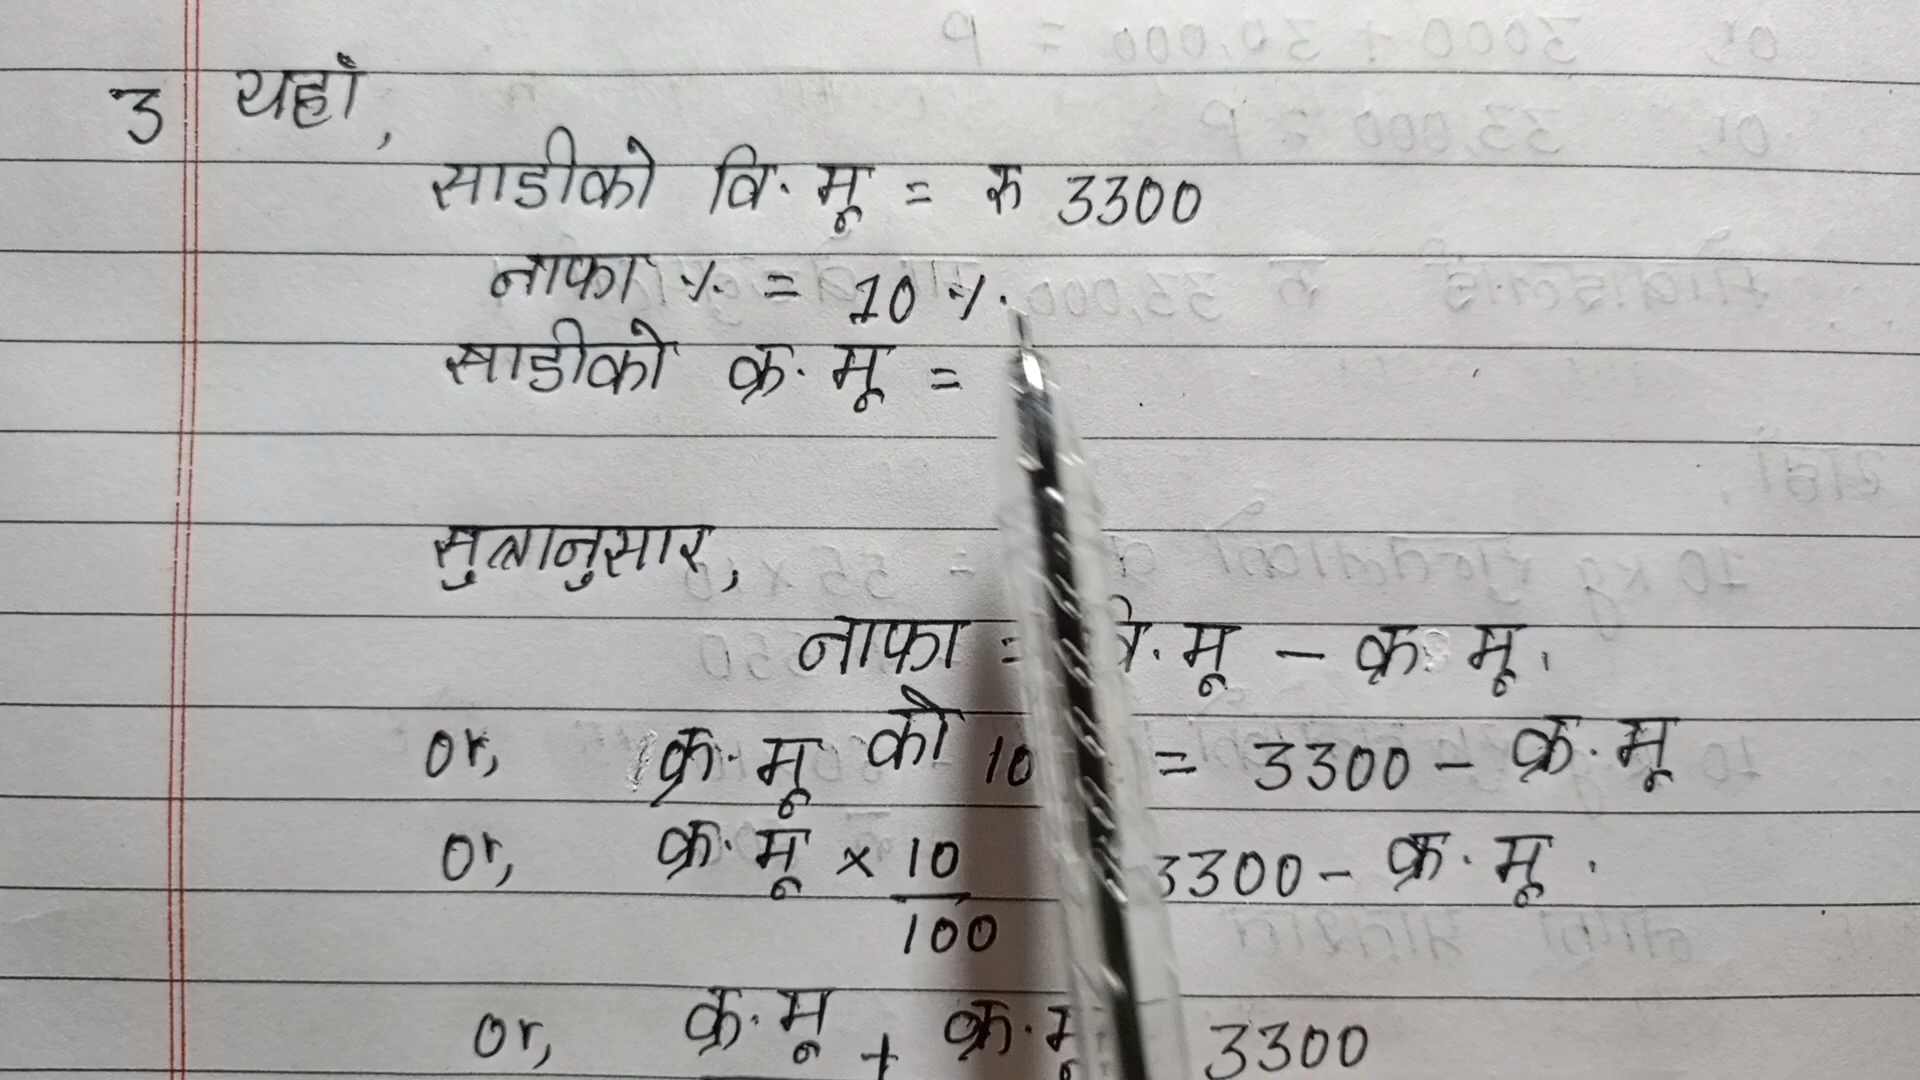 3 यहाँ,
साडीको वि. मू = रु 3300
नाफा % = 10 %.
साडीको क्र. मू =
सुत्रानुसार,
नाफा = वि. मू - क्र. मू.
or, क्र. मू को 10 = 3300 - क्र. मू
or, क्र. मू × 10/100 3300 - क्र. मू.
or, क्र. मू + क्र. मू 3300